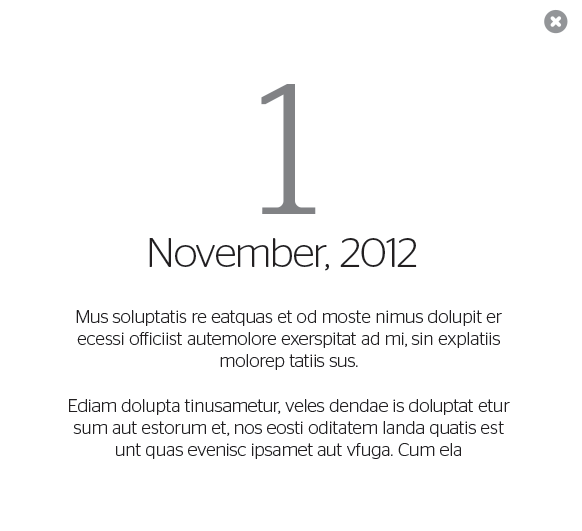 1
November, 2012
Mus soluptatis re eatquas et od moste nimus dolupit er
ecessi officiist autemolore exerspitat ad mi, sin explatiis
molorep tatiis sus.
Ediam dolupta tinusametur, veles dendae is doluptat etur
sum aut estorum et, nos eosti oditatem landa quatis est
unt quas evenisc ipsamet aut vfuga. Cum ela